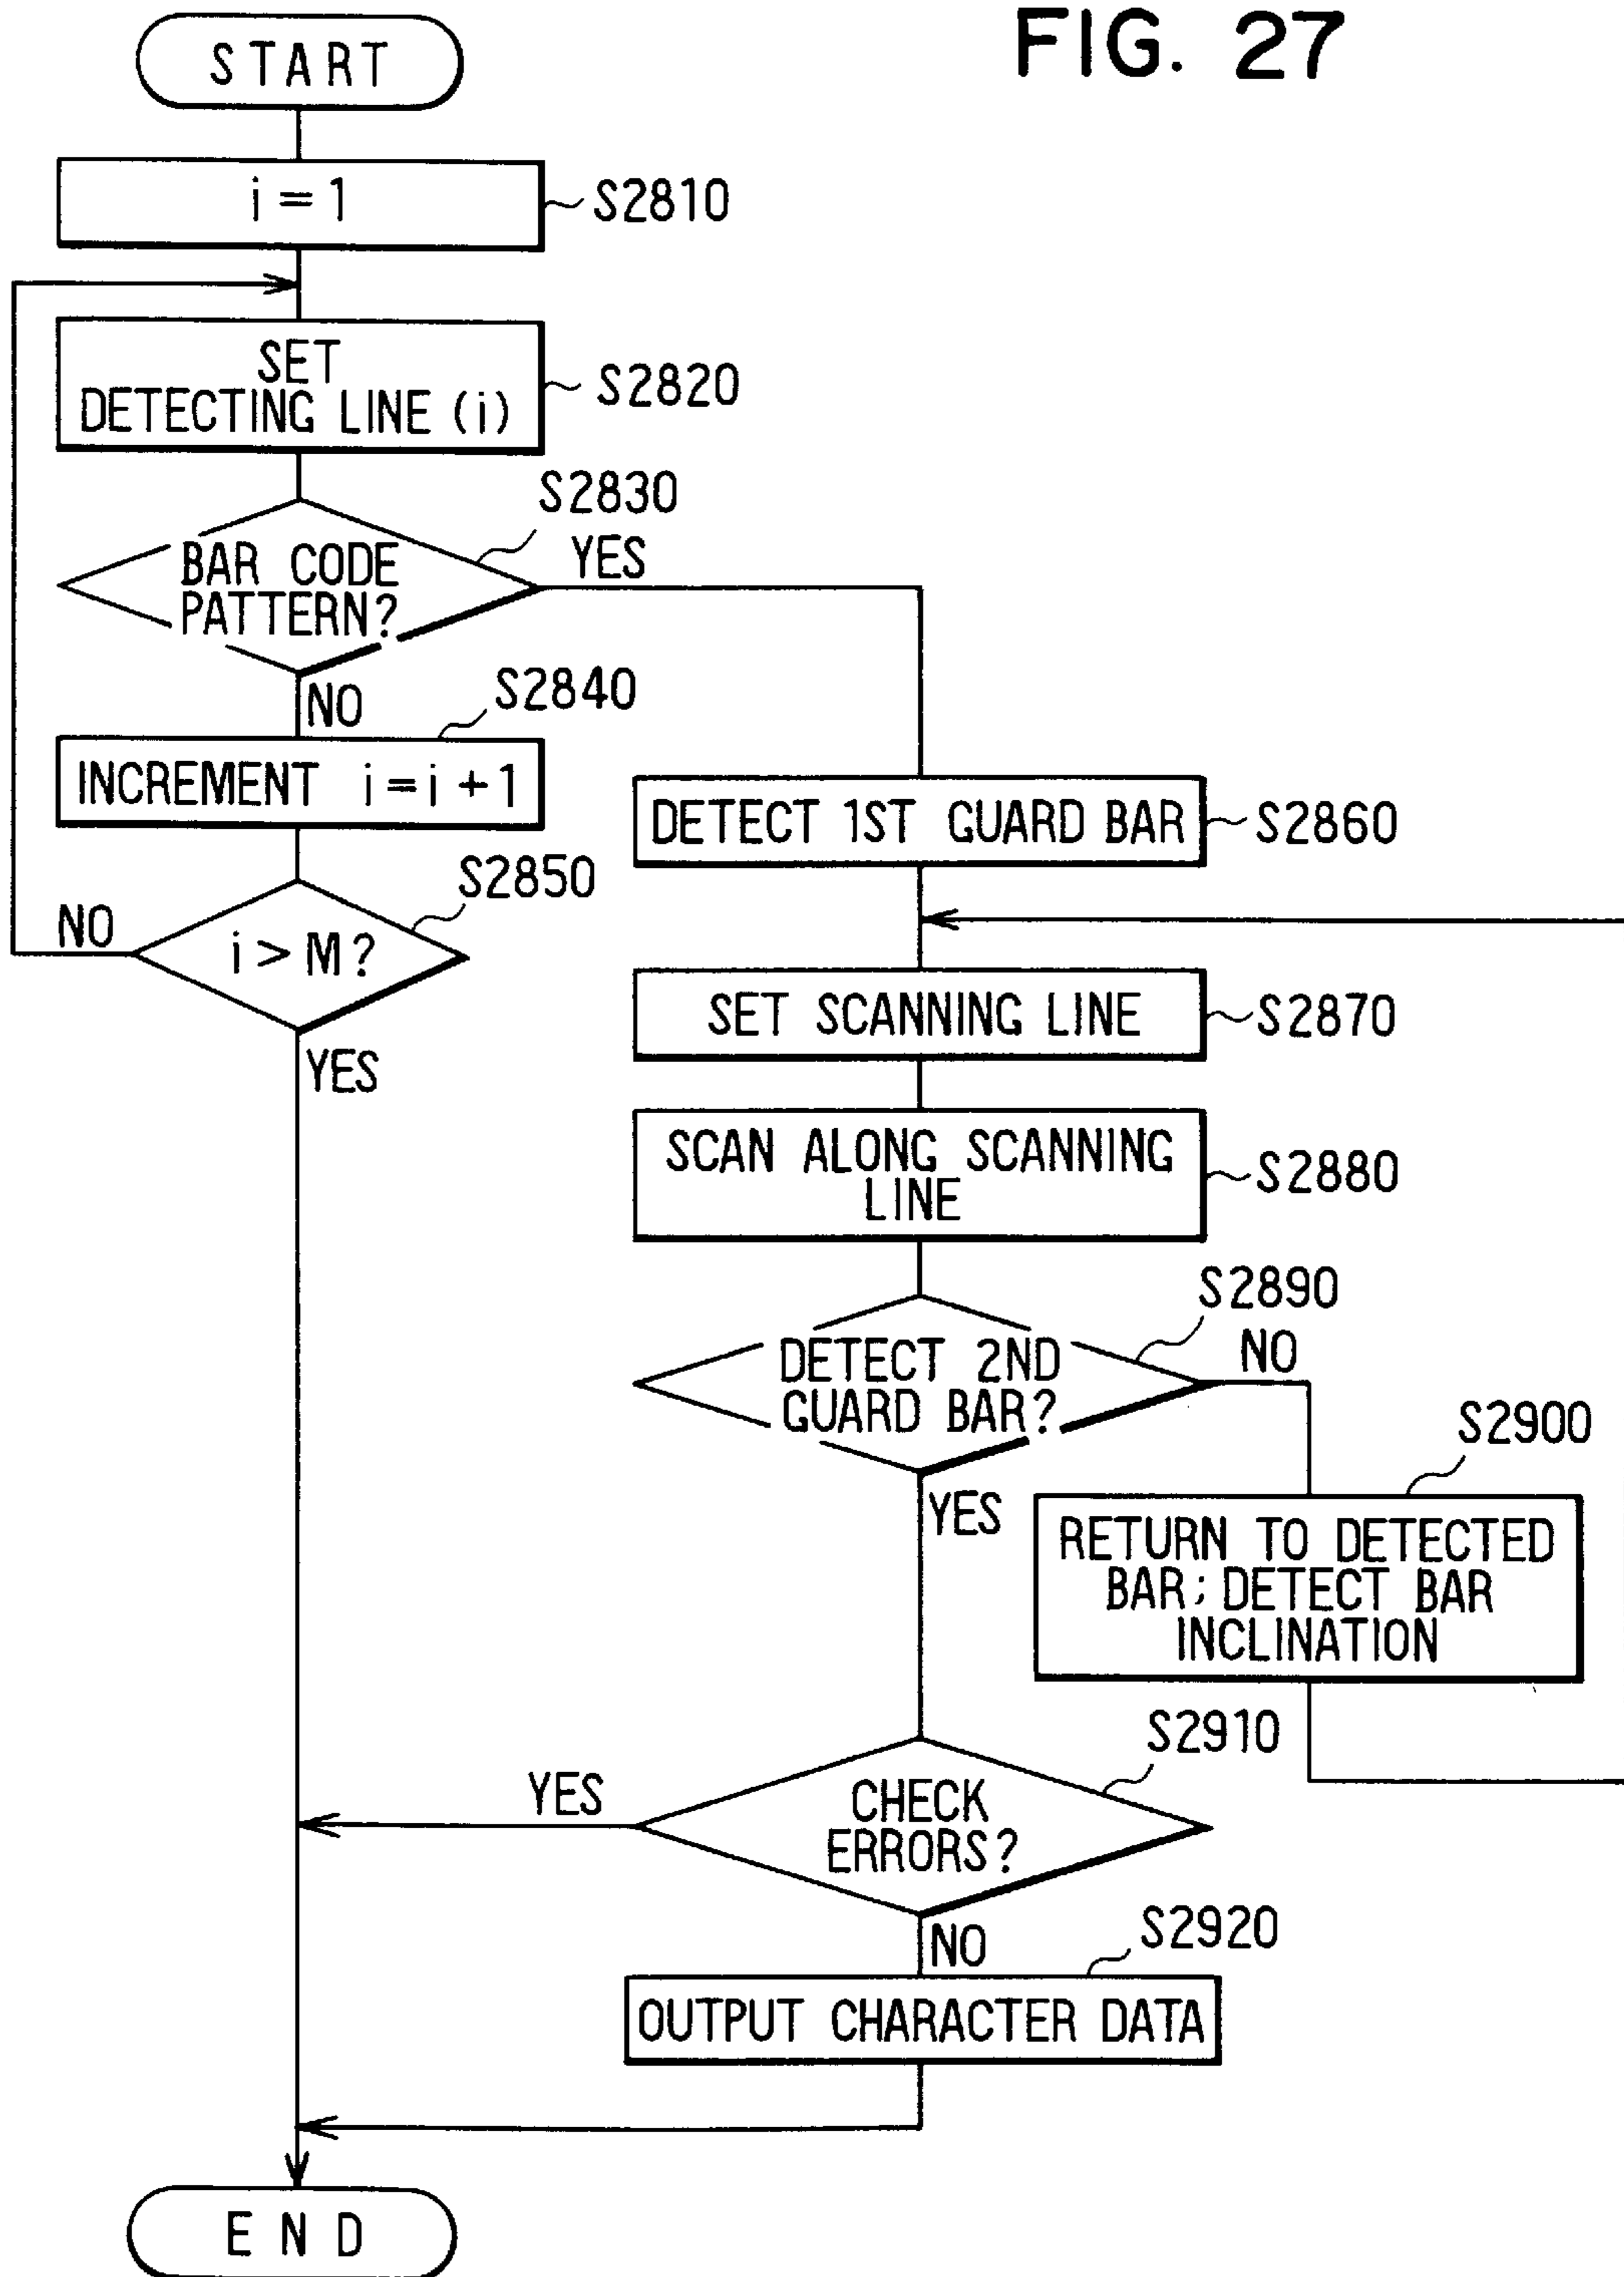 FIG. 27
START
i = 1
S2810
SET
DETECTING LINE (i)
S2820
BAR CODE
PATTERN?
S2830
YES
NO
INCREMENT i = i + 1
S2840
i > M?
S2850
NO
YES
DETECT 1ST GUARD BAR
S2860
SET SCANNING LINE
S2870
SCAN ALONG SCANNING
LINE
S2880
DETECT 2ND
GUARD BAR?
S2890
NO
YES
RETURN TO DETECTED
BAR; DETECT BAR
INCLINATION
S2900
CHECK
ERRORS?
S2910
YES
NO
OUTPUT CHARACTER DATA
S2920
END